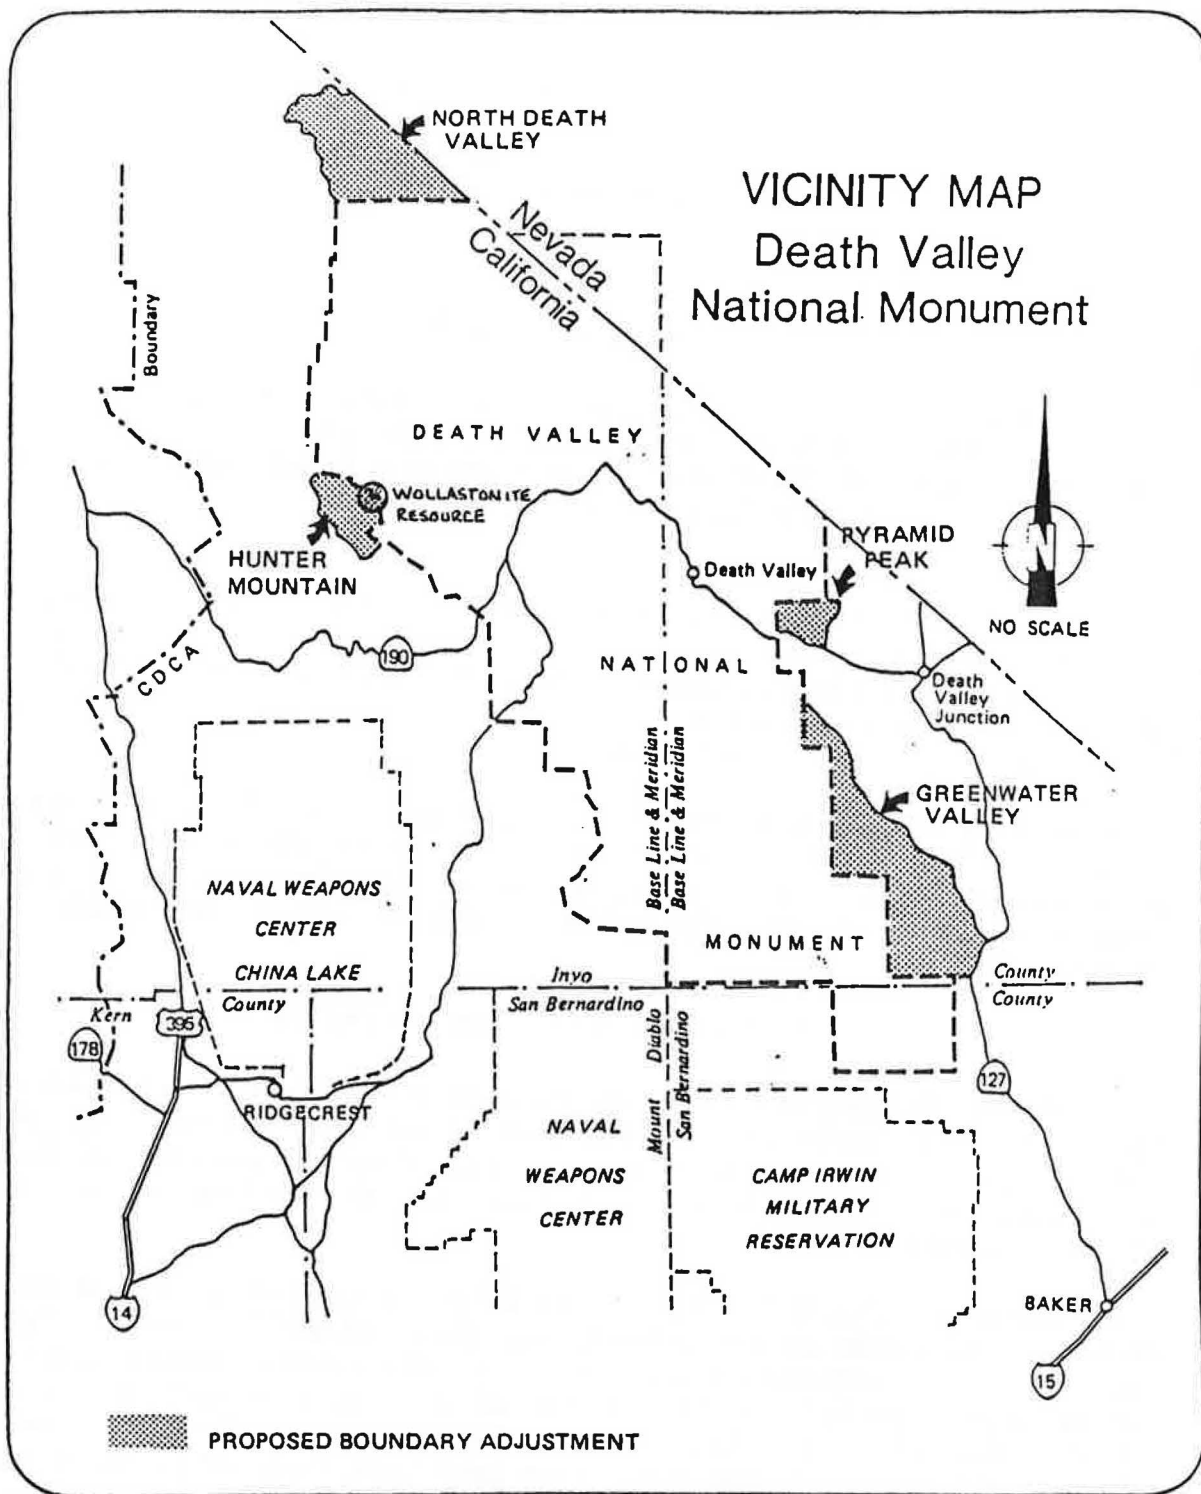 NORTH DEATH
VALLEY
VICINITY MAP
Death Valley
National Monument
Nevada
California
Boundary
DEATH VALLEY
WOLLASTONITE
RESOURCE
HUNTER
MOUNTAIN
PYRAMID
PEAK
Death Valley
N
NO SCALE
CDCA
190
NATIONAL
Death
Valley
Junction
Base Line & Meridian
Base Line & Meridian
GREENWATER
VALLEY
NAVAL WEAPONS
CENTER
CHINA LAKE
MONUMENT
Inyo
County
Kern
County
San Bernardino
County
395
178
Mount Diablo
San Bernardino
127
RIDGECREST
NAVAL
WEAPONS
CENTER
CAMP IRWIN
MILITARY
RESERVATION
14
BAKER
15
PROPOSED BOUNDARY ADJUSTMENT